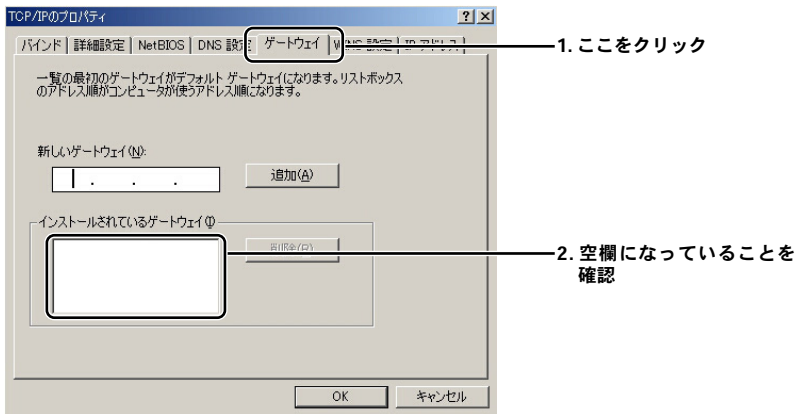 TCP/IPのプロパティ
? ×
バインド 詳細設定 NetBIOS DNS 設定 ゲートウェイ WINS 設定 IP アドレス
1. ここをクリック
一覧の最初のゲートウェイがデフォルト ゲートウェイになります。リストボックス
のアドレス順がコンピュータが使うアドレス順になります。
新しいゲートウェイ(N):
. . .
追加(A)
インストールされているゲートウェイ(I)
削除(R)
2. 空欄になっていることを
確認
OK キャンセル